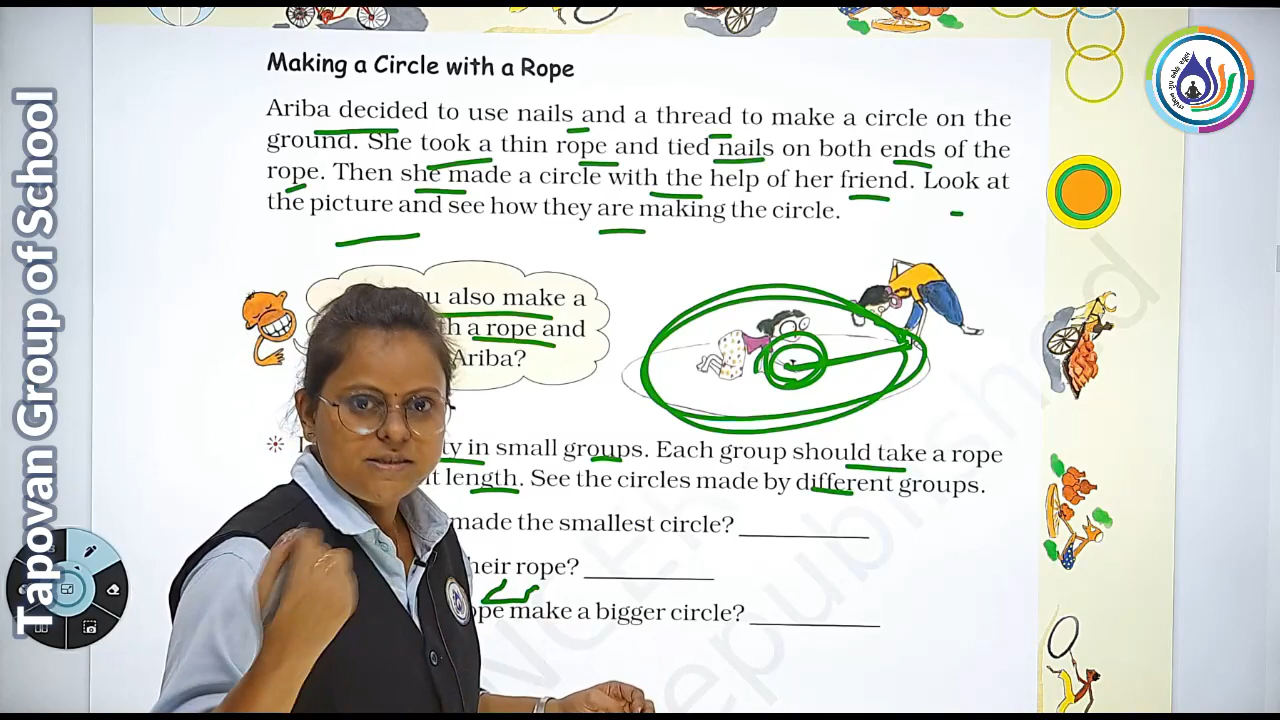 Making a Circle with a Rope
Ariba decided to use nails and a thread to make a circle on the
ground. She took a thin rope and tied nails on both ends of the
rope. Then she made a circle with the help of her friend. Look at
the picture and see how they are making the circle.
u also make a
h a rope and
Ariba?
ty in small groups. Each group should take a rope
t length. See the circles made by different groups.
made the smallest circle?
heir rope?
ope make a bigger circle?
Tapovan Group of School
republished